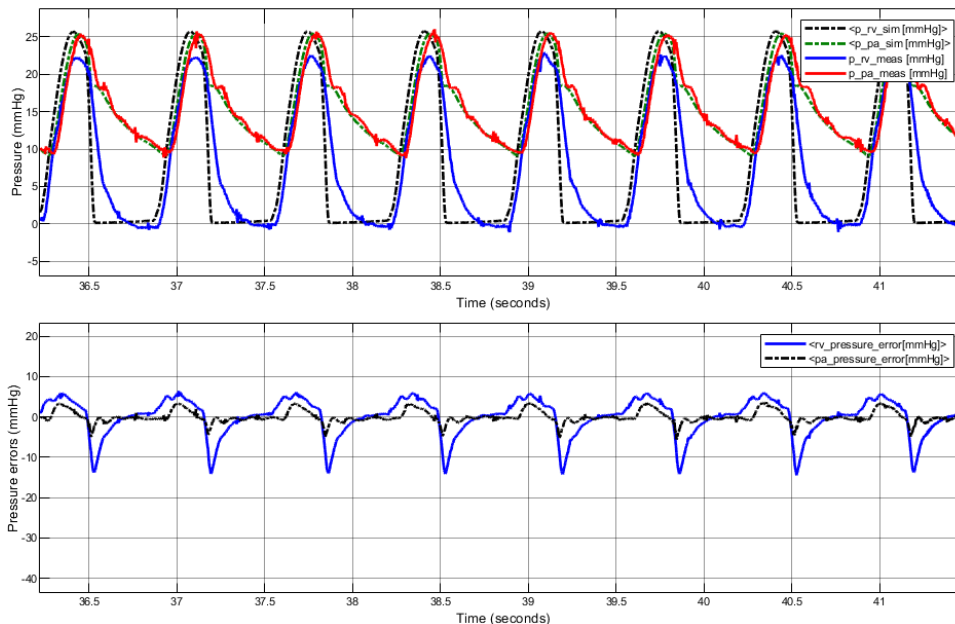 25
20
15
10
5
0
-5
Pressure (mmHg)
<p_rv_sim [mmHg]>
<p_pa_sim[mmHg]>
p_rv_meas [mmHg]
p_pa_meas [mmHg]
36.5 37 37.5 38 38.5 39 39.5 40 40.5 41
Time (seconds)
20
10
0
-10
-20
-30
-40
Pressure errors (mmHg)
<rv_pressure_error[mmHg]>
<pa_pressure_error[mmHg]>
36.5 37 37.5 38 38.5 39 39.5 40 40.5 41
Time (seconds)